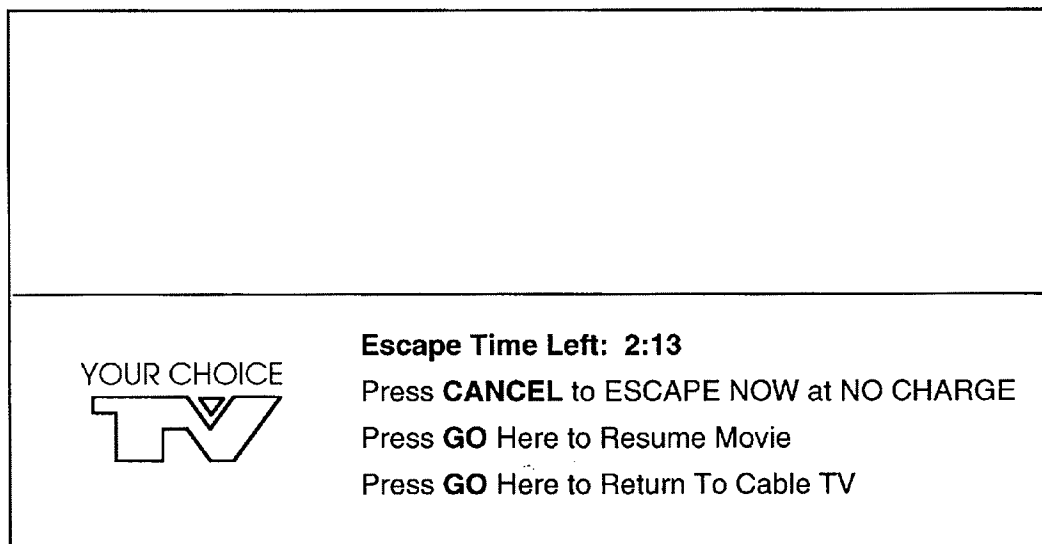 YOUR CHOICE
TV
Escape Time Left: 2:13
Press CANCEL to ESCAPE NOW at NO CHARGE
Press GO Here to Resume Movie
Press GO Here to Return To Cable TV